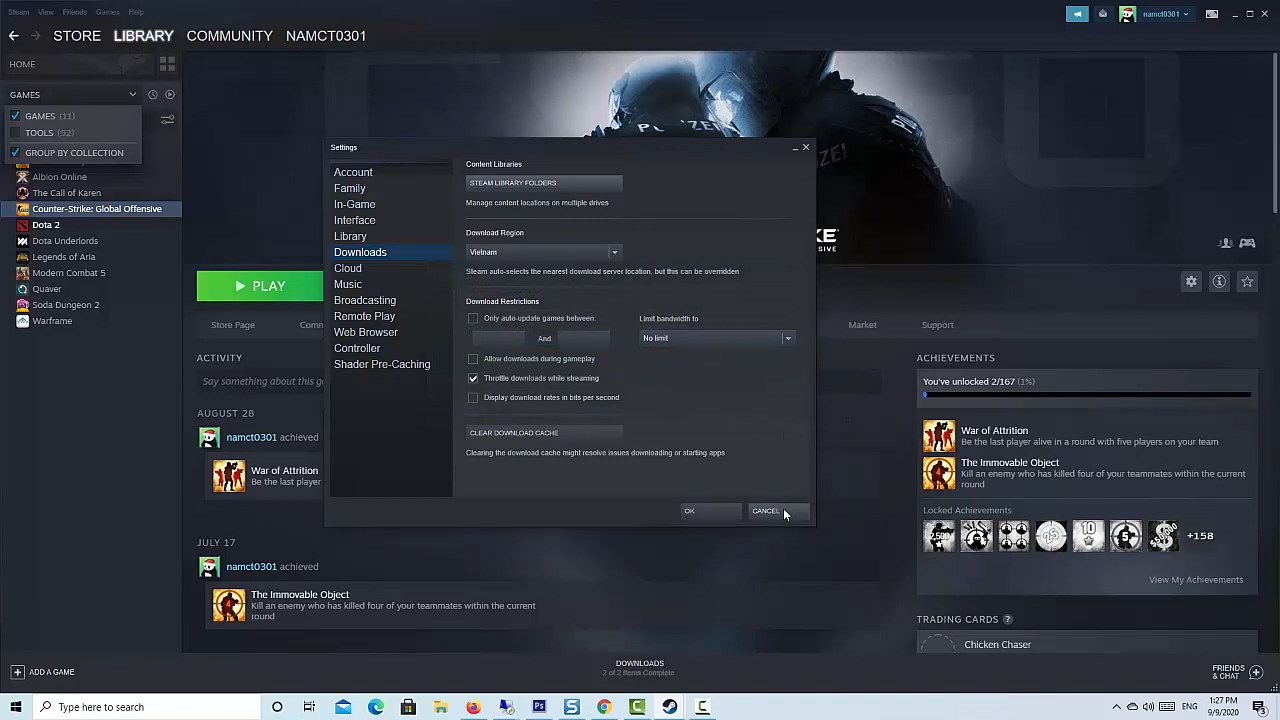 Steam View Friends Games Help
namct0301
STORE LIBRARY COMMUNITY NAMCT0301
HOME
GAMES
GAMES (11)
TOOLS (92)
GROUP BY COLLECTION
Albion Online
The Call of Karen
Counter-Strike: Global Offensive
Dota 2
Dota Underlords
Legends of Aria
Modern Combat 5
Quaver
Soda Dungeon 2
Warframe
POLIZEI
Settings
Account
Family
In-Game
Interface
Library
Downloads
Cloud
Music
Broadcasting
Remote Play
Web Browser
Controller
Shader Pre-Caching
Content Libraries
STEAM LIBRARY FOLDERS
Manage content locations on multiple drives
Download Region
Vietnam
Steam auto-selects the nearest download server location, but this can be overridden
Download Restrictions
Only auto-update games between:
And
Limit bandwidth to
No limit
Allow downloads during gameplay
Throttle downloads while streaming
Display download rates in bits per second
CLEAR DOWNLOAD CACHE
Clearing the download cache might resolve issues downloading or starting apps
OK CANCEL
PLAY
Store Page
Market
Support
ACTIVITY
Say something about this
AUGUST 28
namct0301 achieved
War of Attrition
Be the last player
JULY 17
namct0301 achieved
The Immovable Object
Kill an enemy who has killed four of your teammates within the current
round
ACHIEVEMENTS
You've unlocked 2/167 (1%)
War of Attrition
Be the last player alive in a round with five players on your team
The Immovable Object
Kill an enemy who has killed four of your teammates within the current
round
Locked Achievements
+158
View My Achievements
TRADING CARDS ?
Chicken Chaser
ADD A GAME
DOWNLOADS
2 of 2 Items Complete
FRIENDS
& CHAT
Type here to search
ENG
1:27 PM
9/9/2020